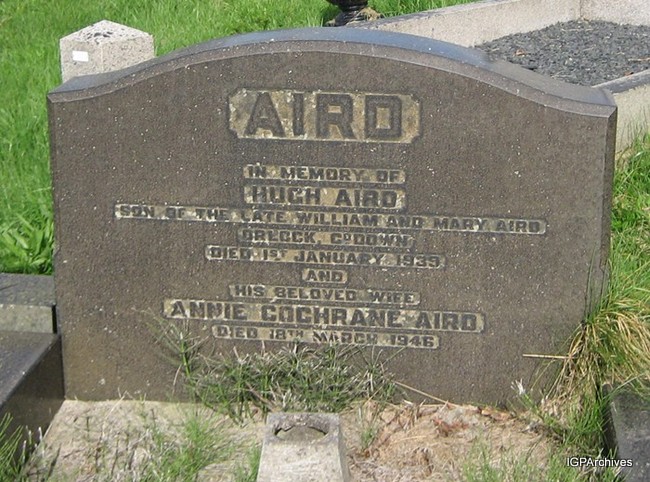 AIRD
IN MEMORY OF
HUGH AIRD
SON OF THE LATE WILLIAM AND MARY AIRD
ORLOCK, Cº DOWN
DIED 1ST JANUARY 1939
AND
HIS BELOVED WIFE
ANNIE COCHRANE AIRD
DIED 18TH MARCH 1946
IGPArchives